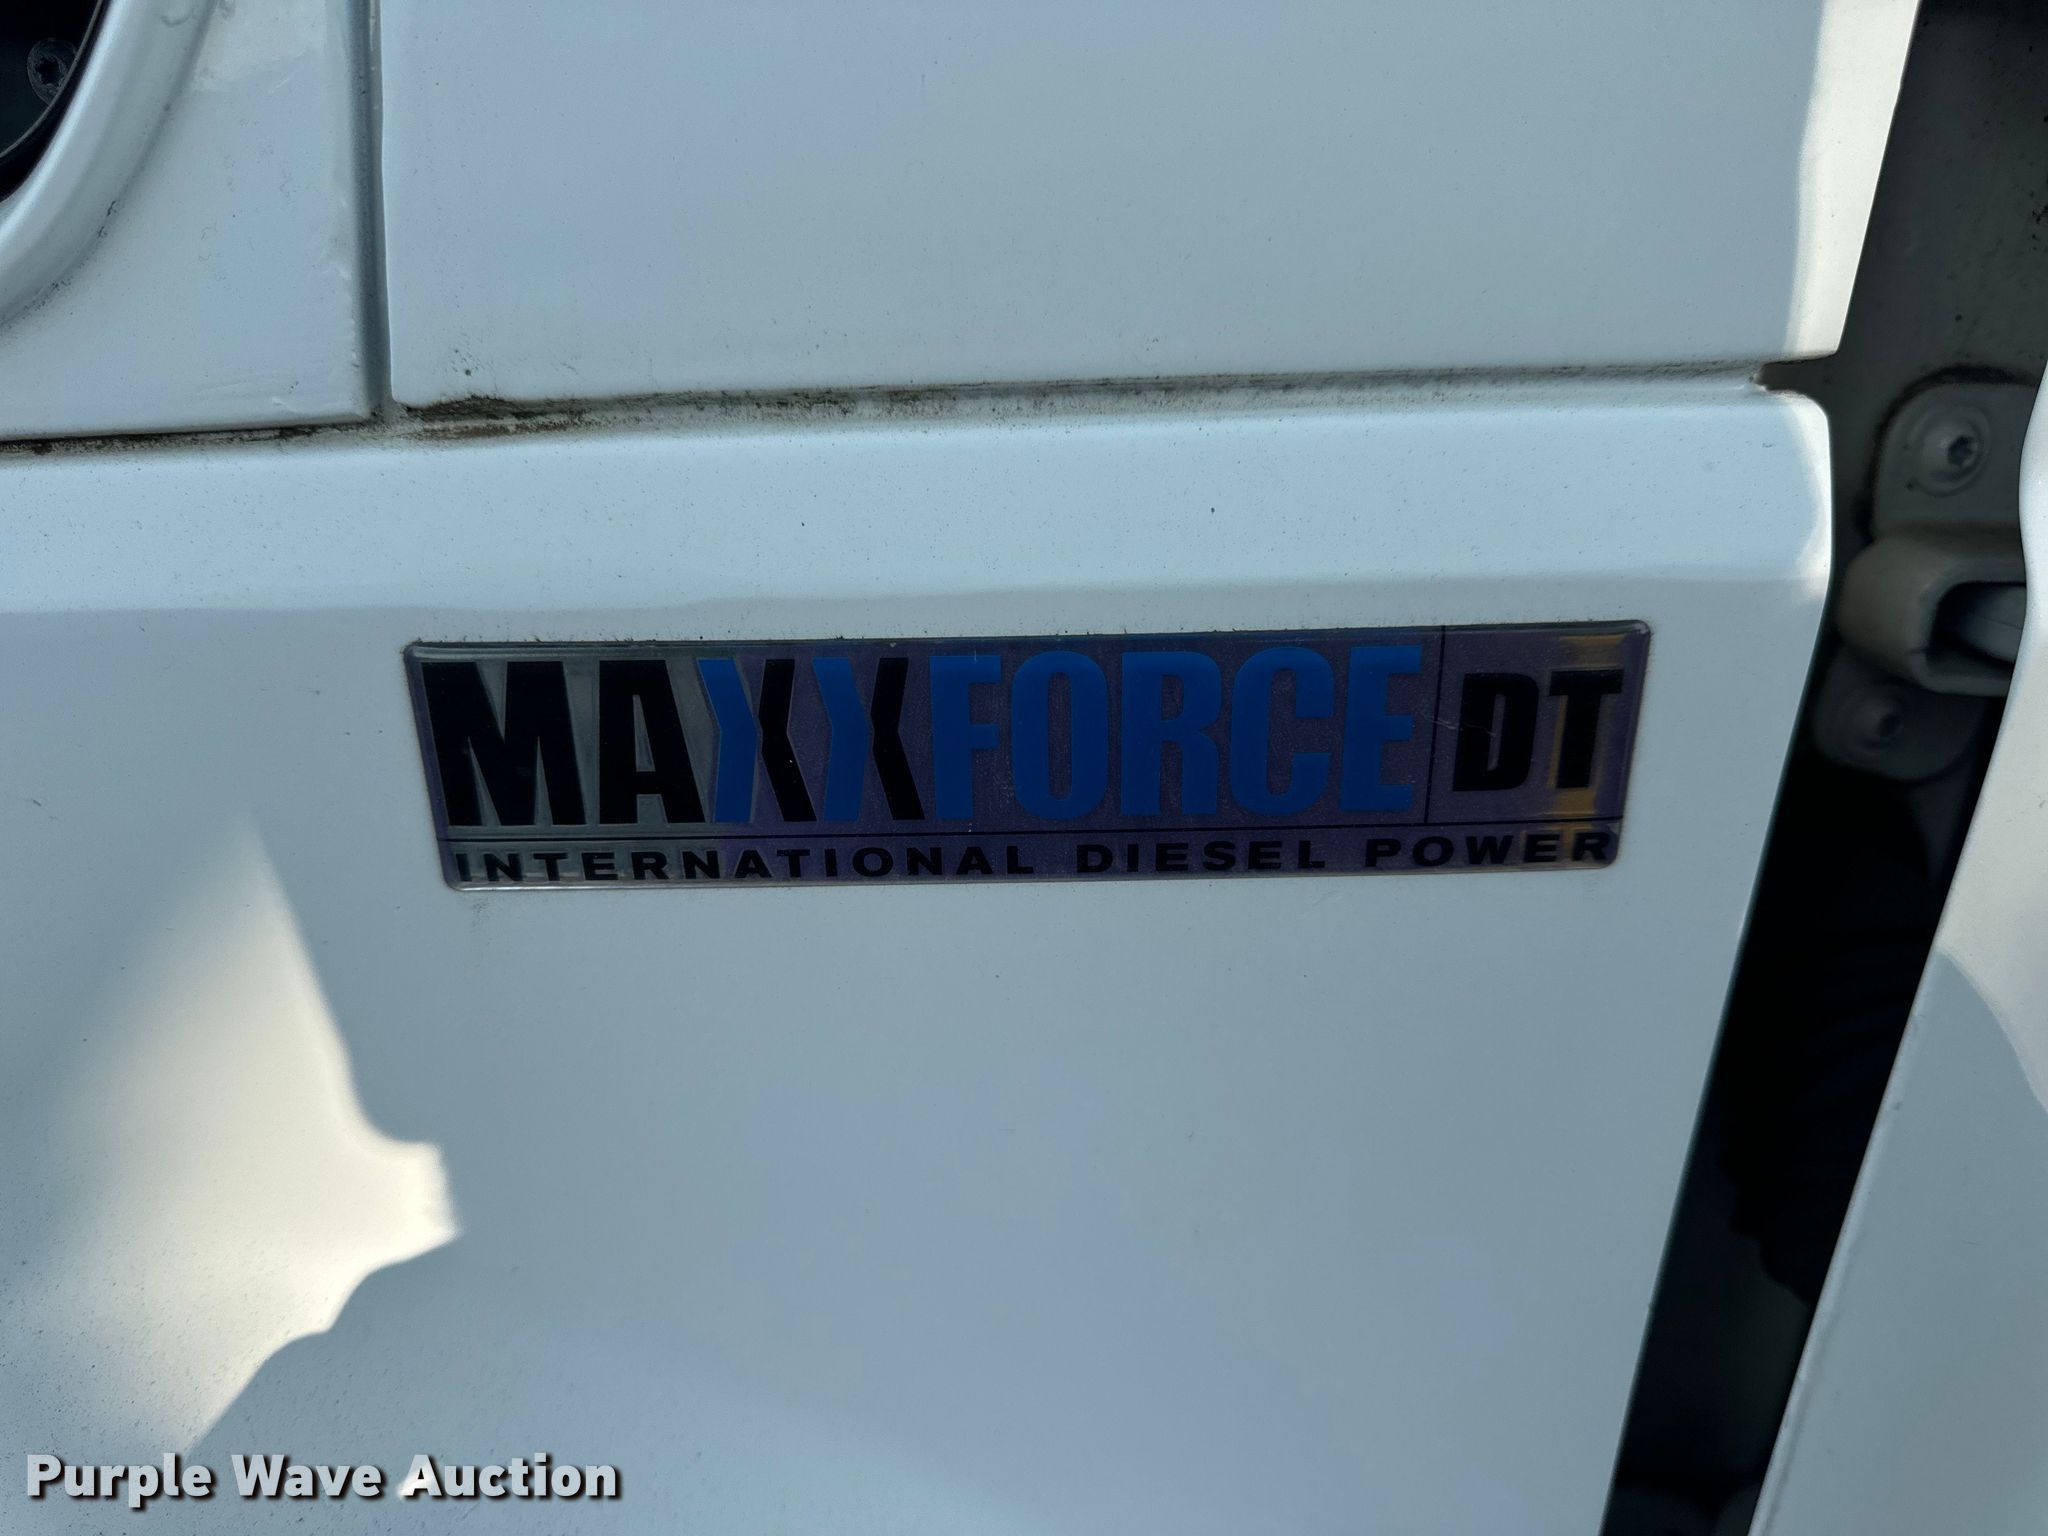 MAXXFORCE DT
INTERNATIONAL DIESEL POWER
Purple Wave Auction